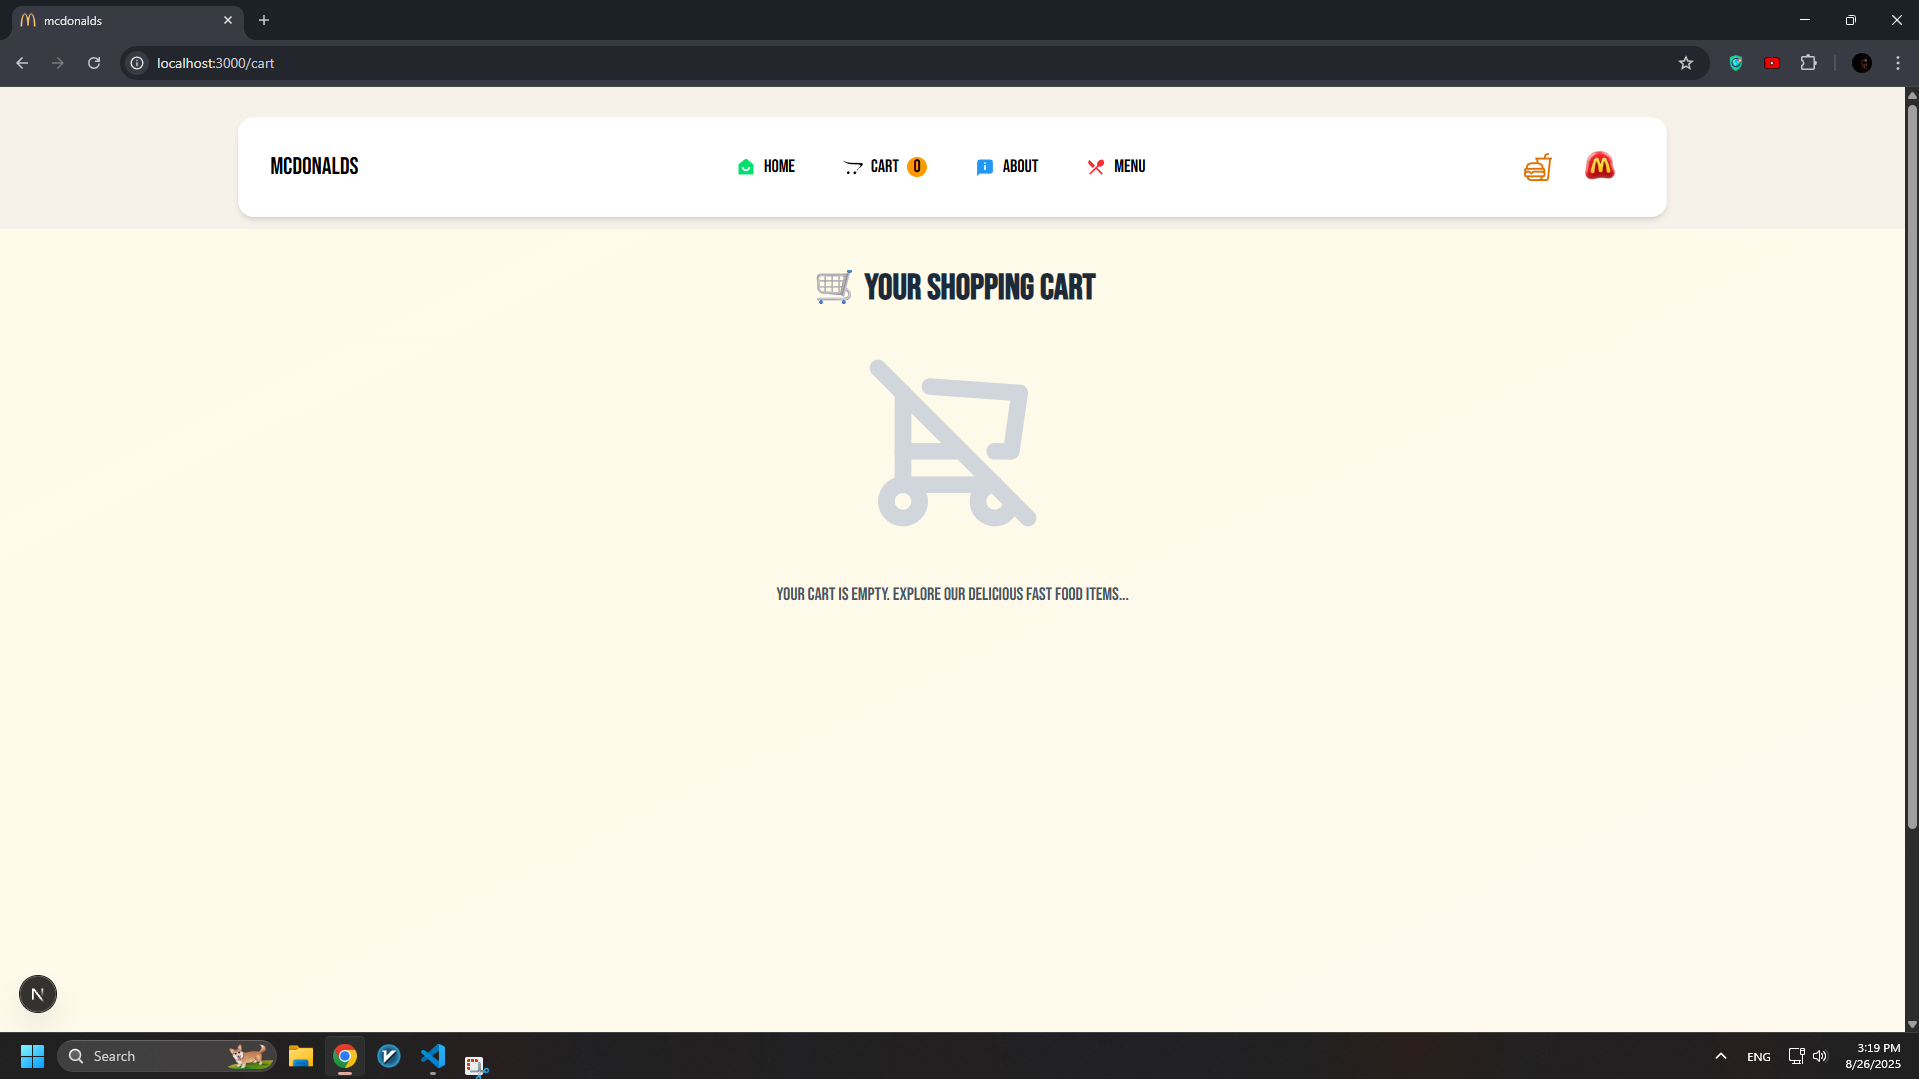 mcdonalds
localhost:3000/cart
MCDONALDS
HOME
CART 0
ABOUT
MENU
YOUR SHOPPING CART
YOUR CART IS EMPTY. EXPLORE OUR DELICIOUS FAST FOOD ITEMS...
N
Search
ENG
3:19 PM
8/26/2025